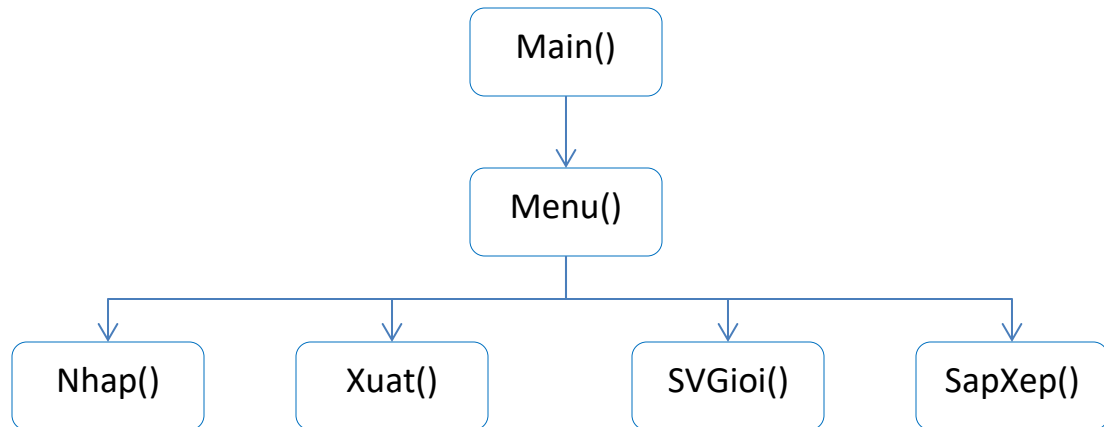 Main()
Menu()
Nhap()
Xuat()
SVGioi()
SapXep()